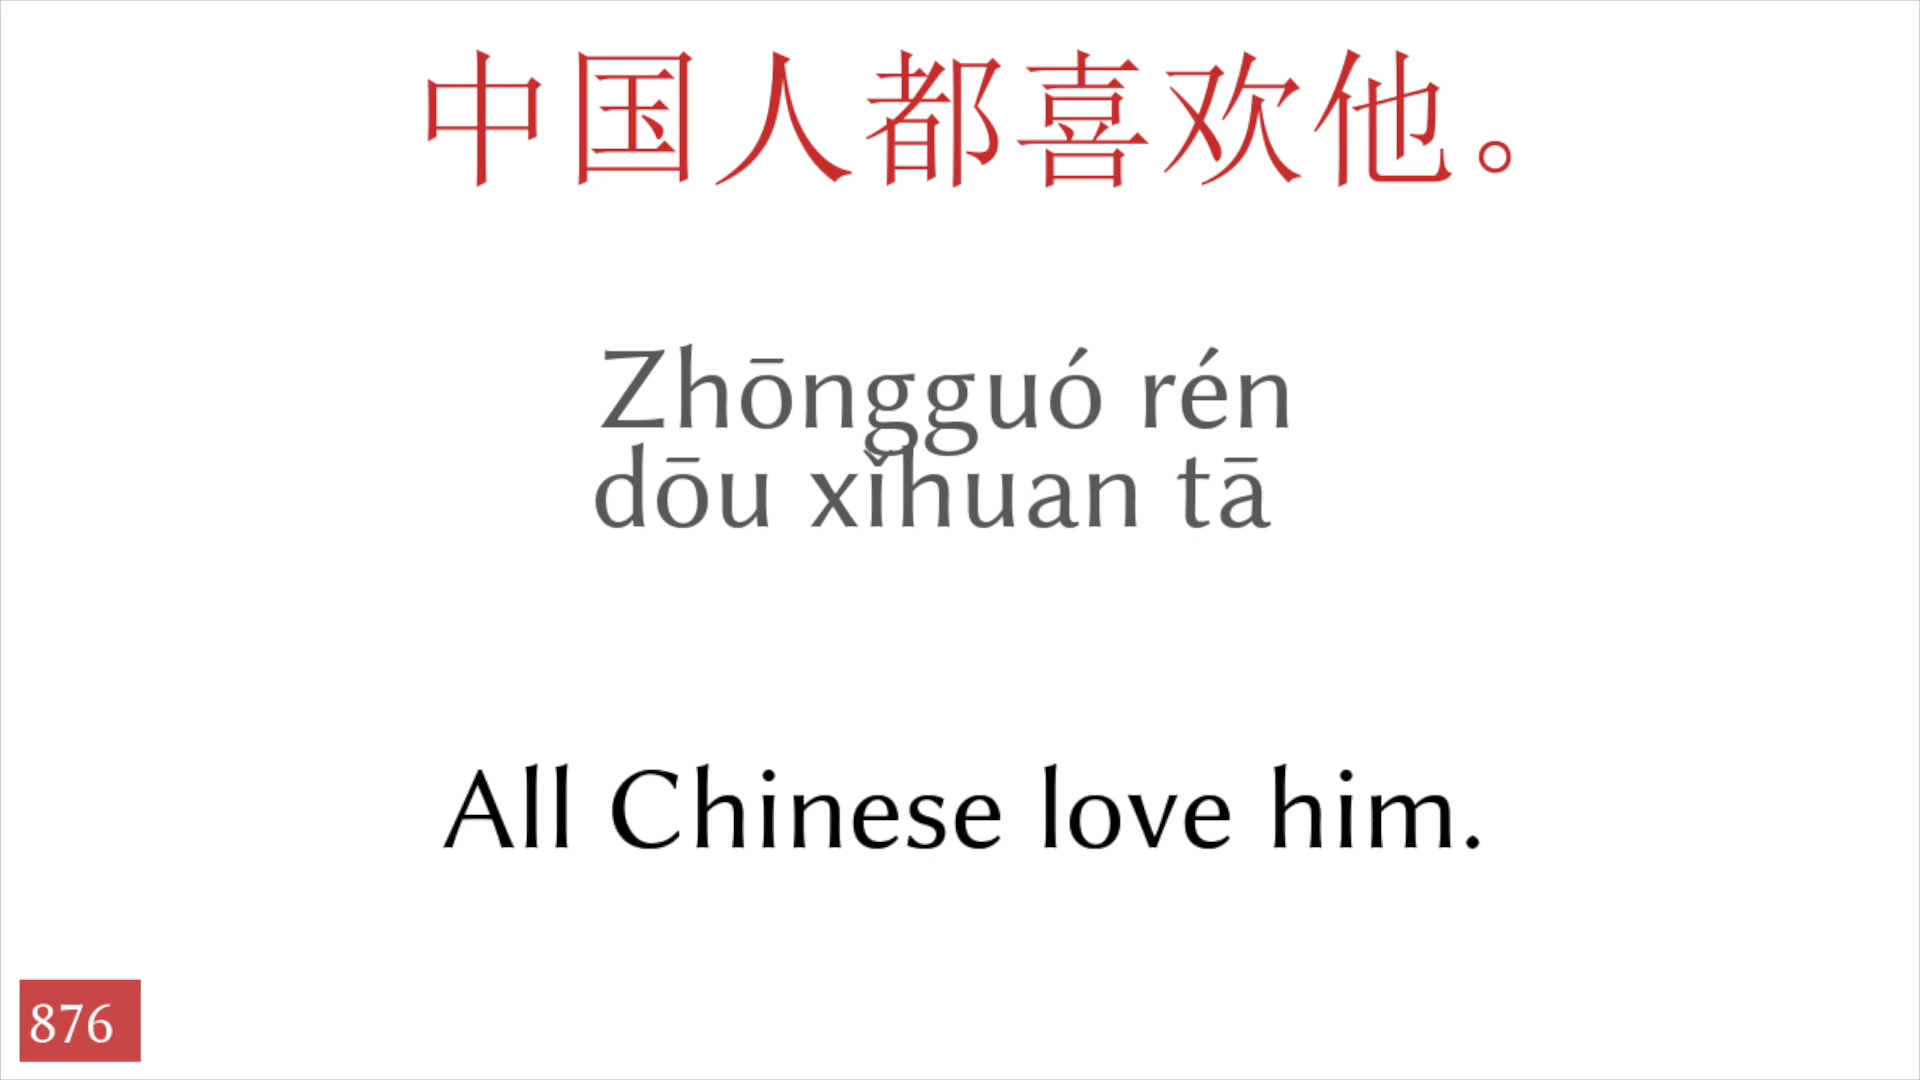 中国人都喜欢他。
Zhōngguó rén
dōu xǐhuan tā
All Chinese love him.
876